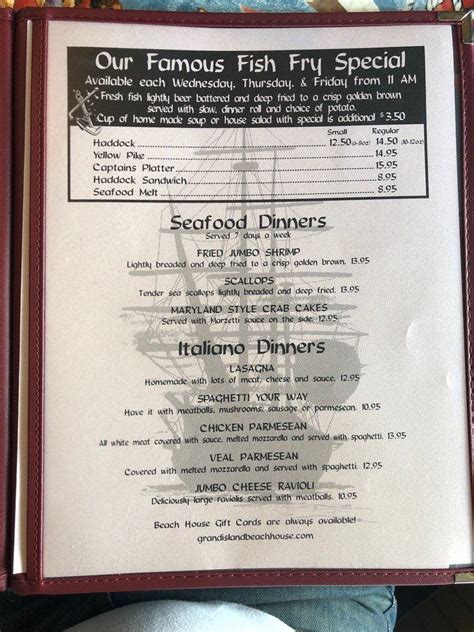 Our Famous Fish Fry Special
Available each Wednesday, Thursday, & Friday from 11 AM
Fresh fish lightly beer battered and deep fried to a crisp golden brown
served with slaw, dinner roll and choice of potato.
Cup of home made soup or house salad with special is additional $3.50
Small Regular
Haddock 12.50 (6-8oz) 14.50 (10-12oz)
Yellow Pike 14.95
Captains Platter 15.95
Haddock Sandwich 8.95
Seafood Melt 8.95
Seafood Dinners
Served 7 days a week
FRIED JUMBO SHRIMP
Lightly breaded and deep fried to a crisp golden brown. 13.95
SCALLOPS
Tender sea scallops lightly breaded and deep fried. 13.95
MARYLAND STYLE CRAB CAKES
Served with Marzetti sauce on the side. 12.95
Italiano Dinners
LASAGNA
Homemade with lots of meat, cheese and sauce. 12.95
SPAGHETTI YOUR WAY
Have it with meatballs, mushrooms, sausage or parmesean. 10.95
CHICKEN PARMESEAN
All white meat covered with sauce, melted mozzarella and served with spaghetti. 13.95
VEAL PARMESEAN
Covered with melted mozzarella and served with spaghetti. 12.95
JUMBO CHEESE RAVIOLI
Deliciously large raviolis served with meatballs. 10.95
Beach House Gift Cards are always available!
grandislandbeachhouse.com